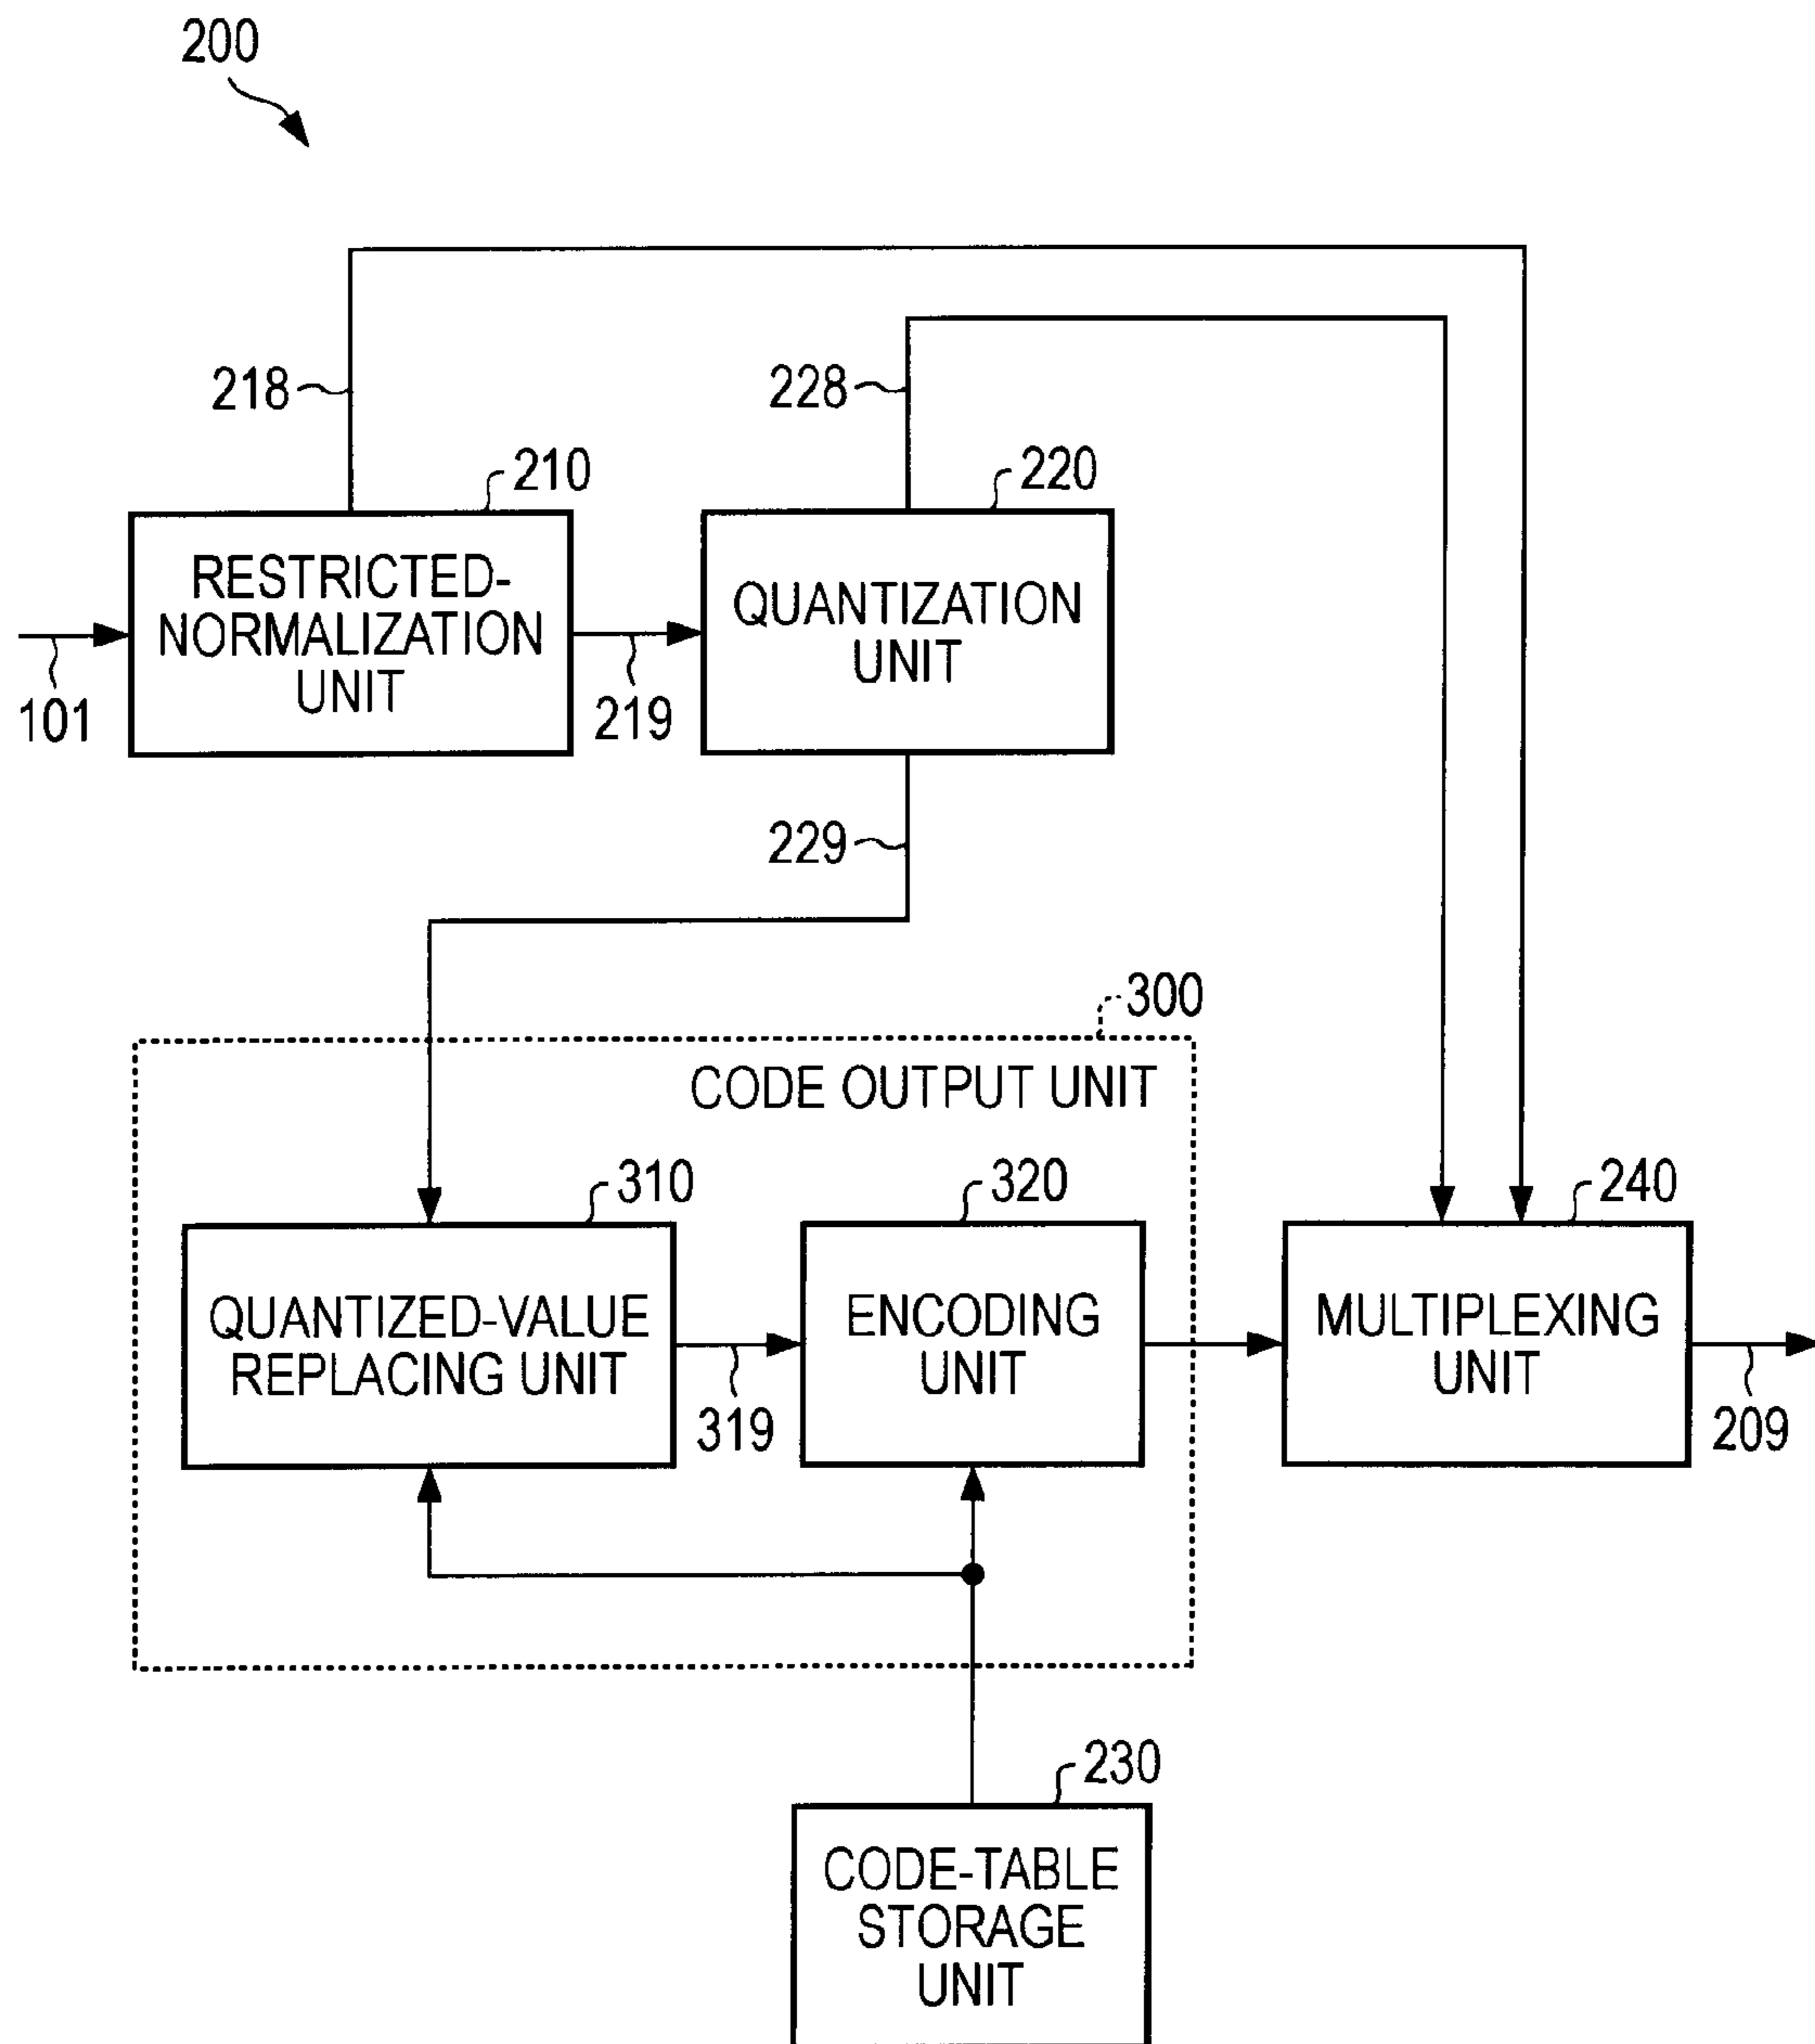 200
218
228
210
220
RESTRICTED-
NORMALIZATION
UNIT
QUANTIZATION
UNIT
101
219
229
300
CODE OUTPUT UNIT
310
320
240
QUANTIZED-VALUE
REPLACING UNIT
ENCODING
UNIT
MULTIPLEXING
UNIT
319
209
230
CODE-TABLE
STORAGE
UNIT